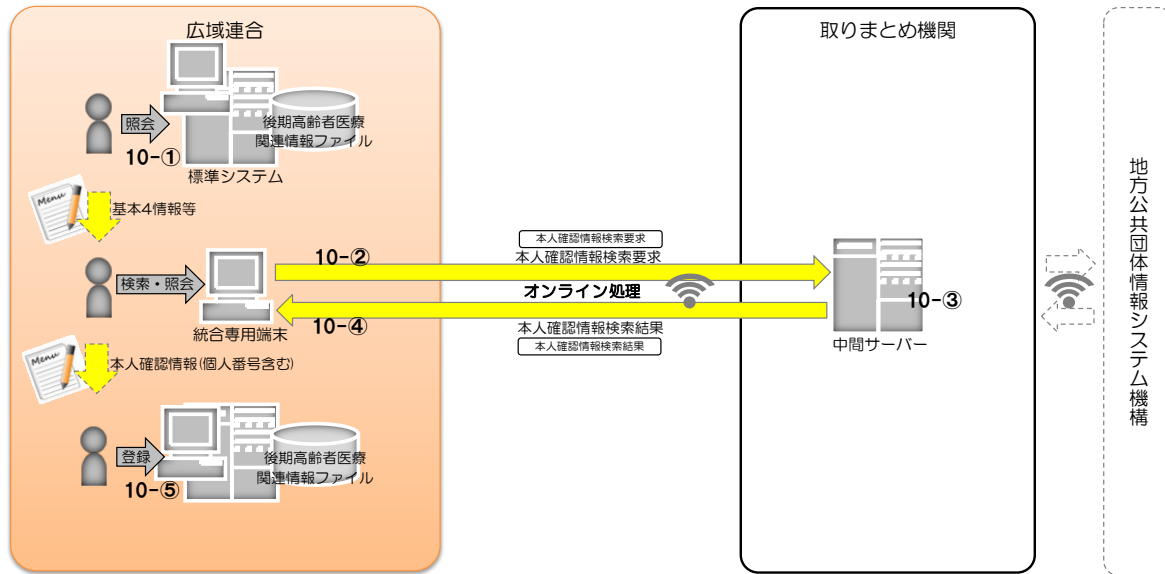 広域連合
照会
10-①
後期高齢者医療
関連情報ファイル
標準システム
Menu
基本4情報等
検索・照会
統合専用端末
10-②
本人確認情報検索要求
本人確認情報検索要求
オンライン処理
10-④
本人確認情報検索結果
本人確認情報検索結果
Menu
本人確認情報(個人番号含む)
登録
10-⑤
後期高齢者医療
関連情報ファイル
取りまとめ機関
10-③
中間サーバー
地方公共団体情報システム機構